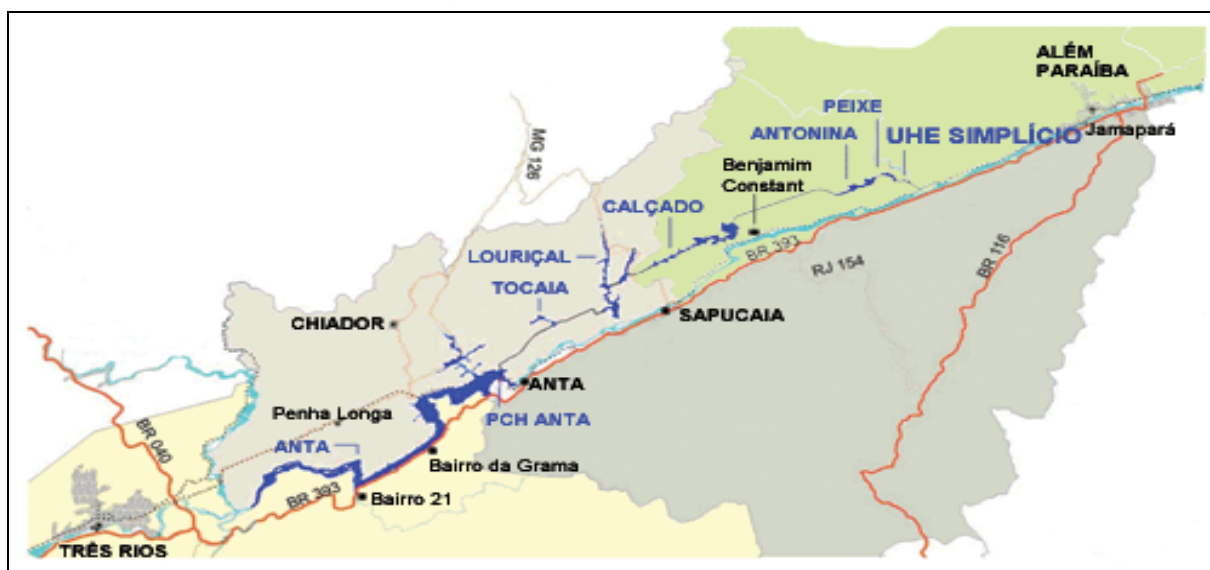 ALÉM
PARAÍBA
PEIXE
ANTONINA
UHE SIMPLÍCIO
Jamapará
MG 126
Benjamim
Constant
CALÇADO
BR 393
RJ 154
BR 116
LOURIÇAL
TOCAIA
CHIADOR
SAPUCAIA
ANTA
PCH ANTA
Penha Longa
ANTA
BR 040
Bairro da Grama
BR 393
Bairro 21
TRÊS RIOS